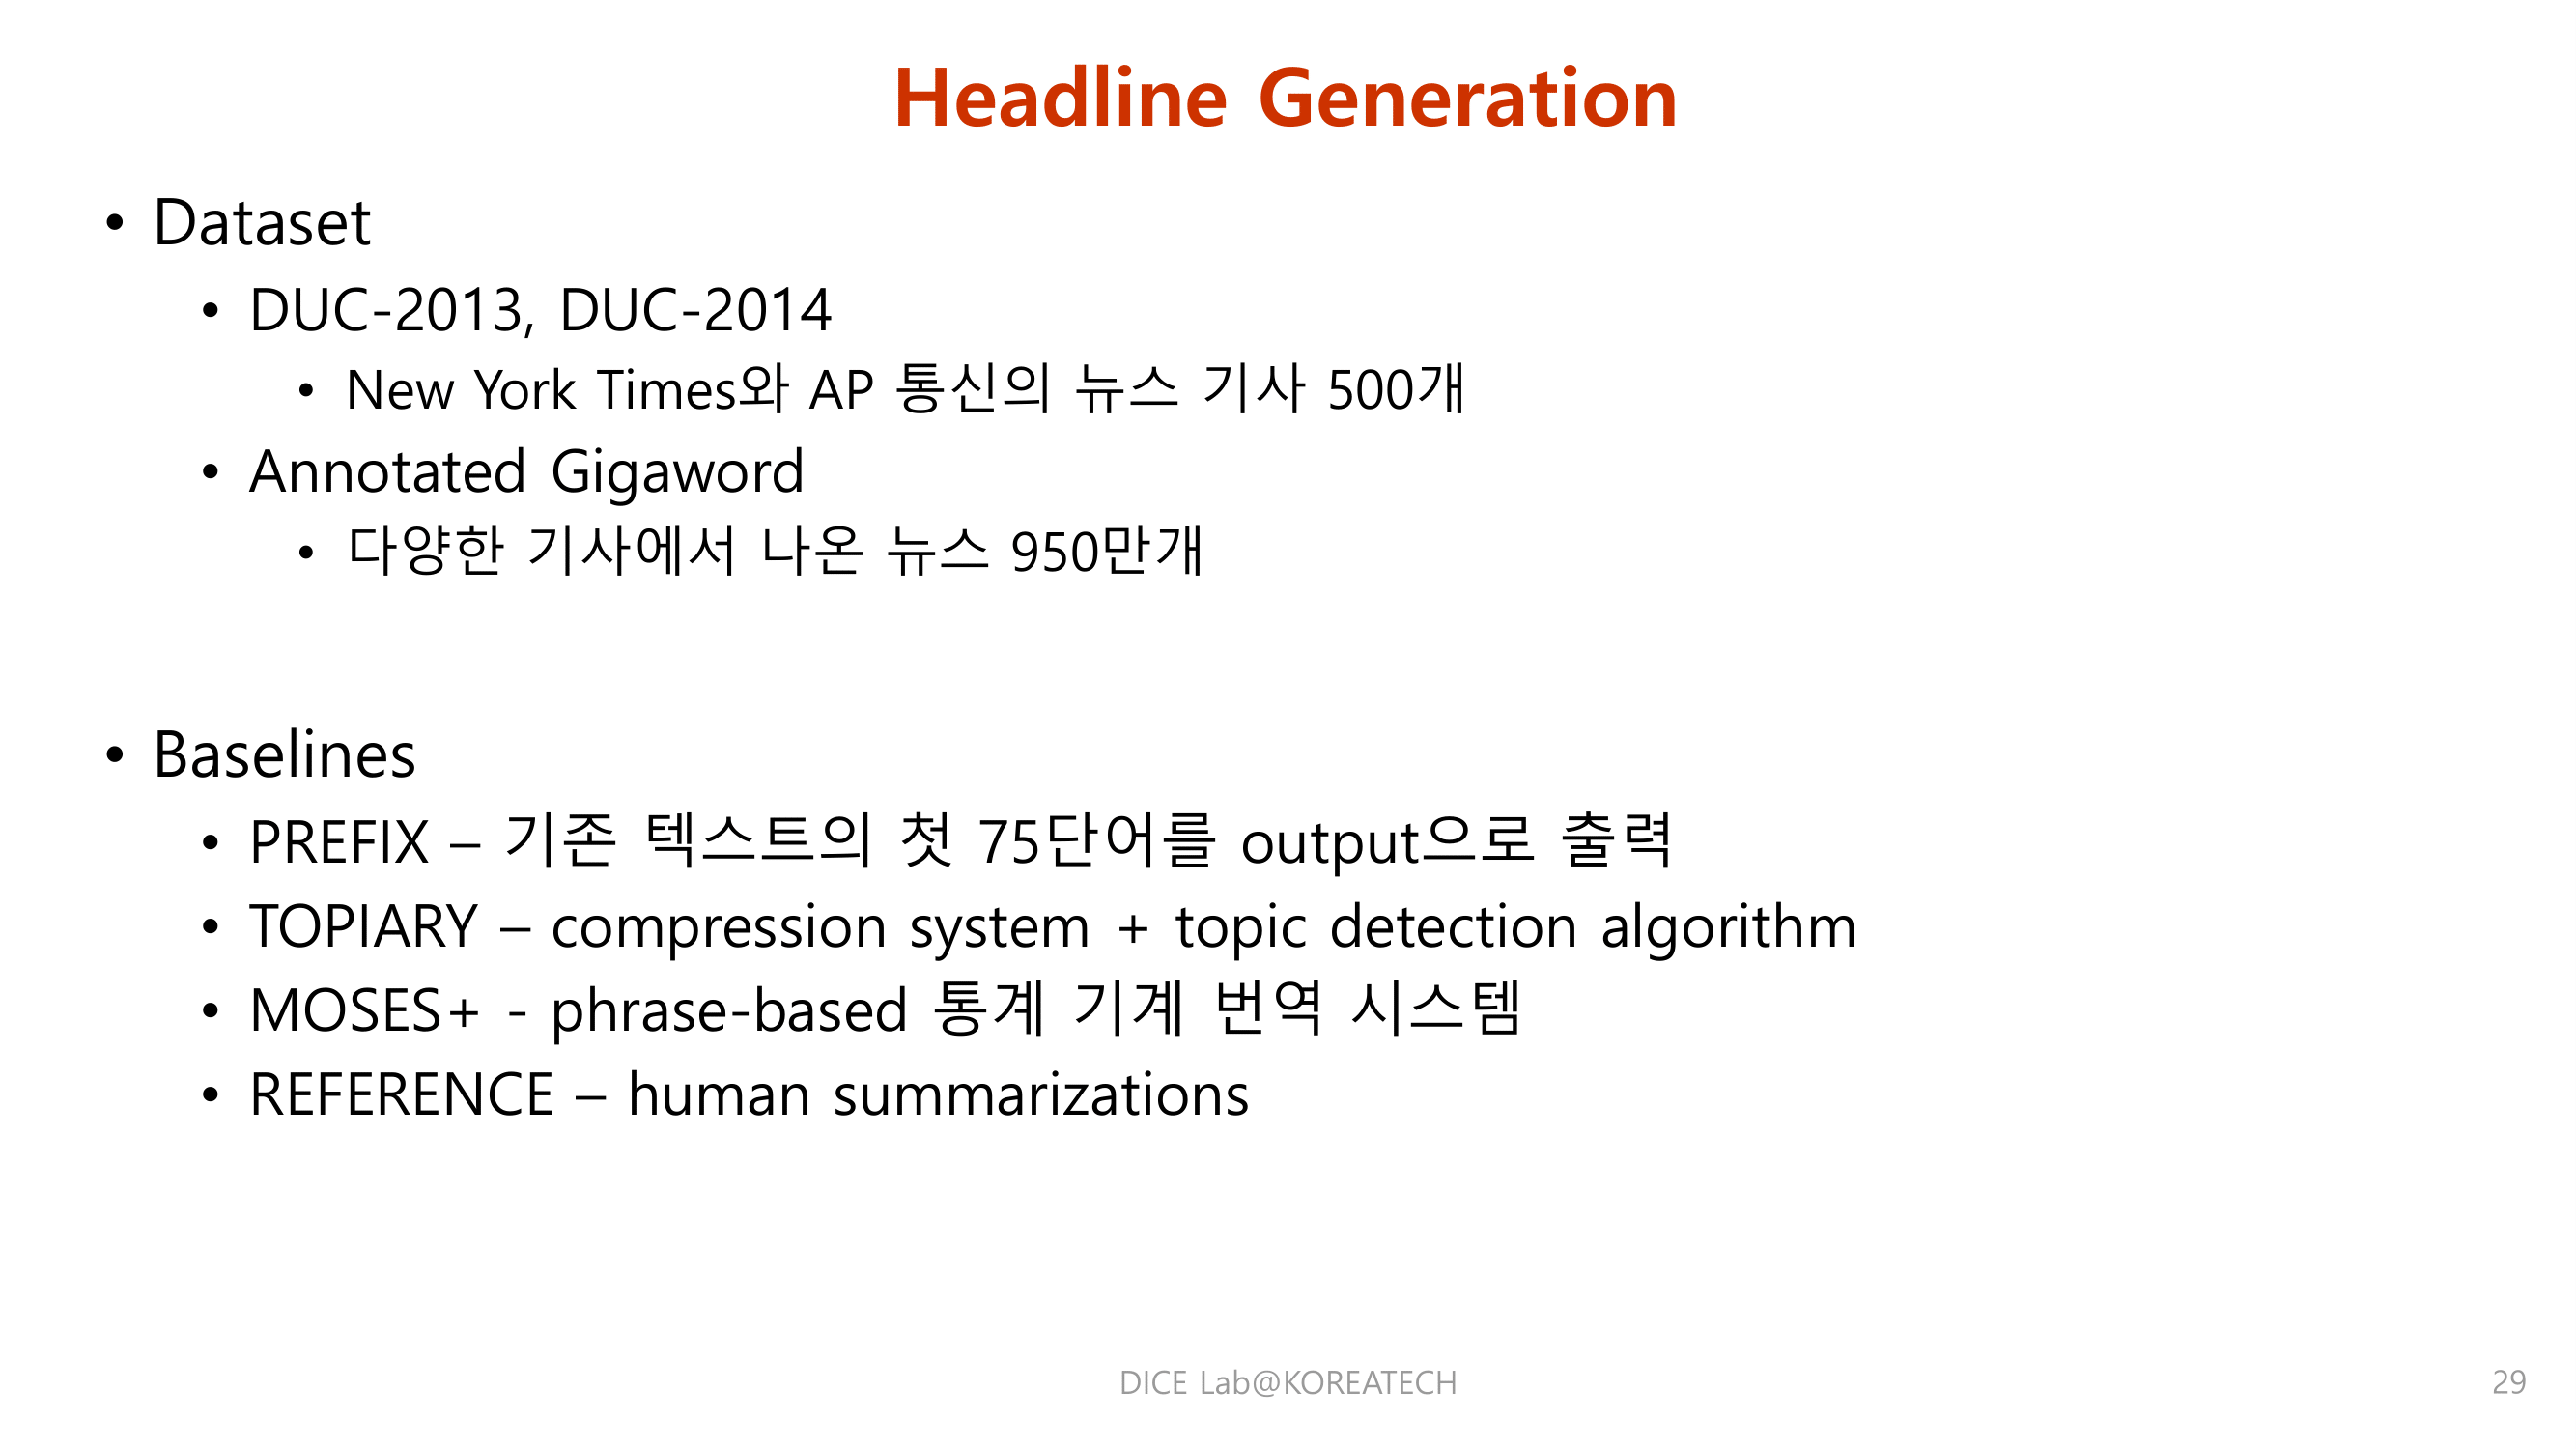 Headline Generation
• Dataset
• DUC-2013, DUC-2014
• New York Times와 AP 통신의 뉴스 기사 500개
• Annotated Gigaword
• 다양한 기사에서 나온 뉴스 950만개
• Baselines
• PREFIX – 기존 텍스트의 첫 75단어를 output으로 출력
• TOPIARY – compression system + topic detection algorithm
• MOSES+ - phrase-based 통계 기계 번역 시스템
• REFERENCE – human summarizations
DICE Lab@KOREATECH
29